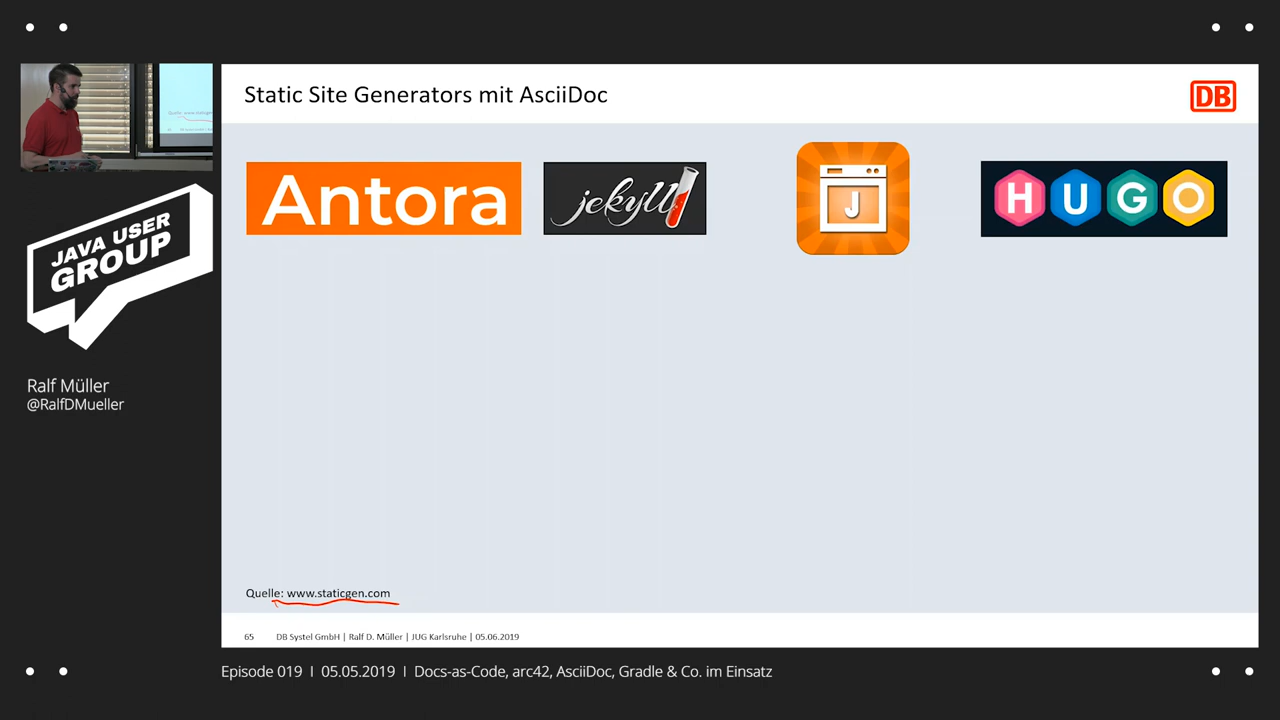 Static Site Generators mit AsciiDoc
DB
Antora
jekyll
J
HUGO
JAVA USER
GROUP
Ralf Müller
@RalfDMueller
Quelle: www.staticgen.com
65 DB Systel GmbH | Ralf D. Müller | JUG Karlsruhe | 05.06.2019
Episode 019 I 05.05.2019 I Docs-as-Code, arc42, AsciiDoc, Gradle & Co. im Einsatz